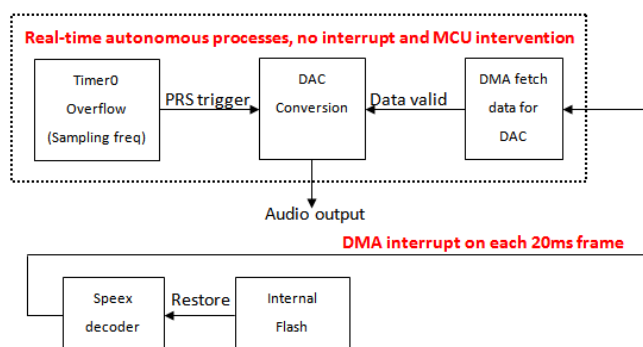 Real-time autonomous processes, no interrupt and MCU intervention
Timer0
Overflow
(Sampling freq)
PRS trigger
DAC
Conversion
Data valid
DMA fetch
data for
DAC
Audio output
DMA interrupt on each 20ms frame
Speex
decoder
Restore
Internal
Flash